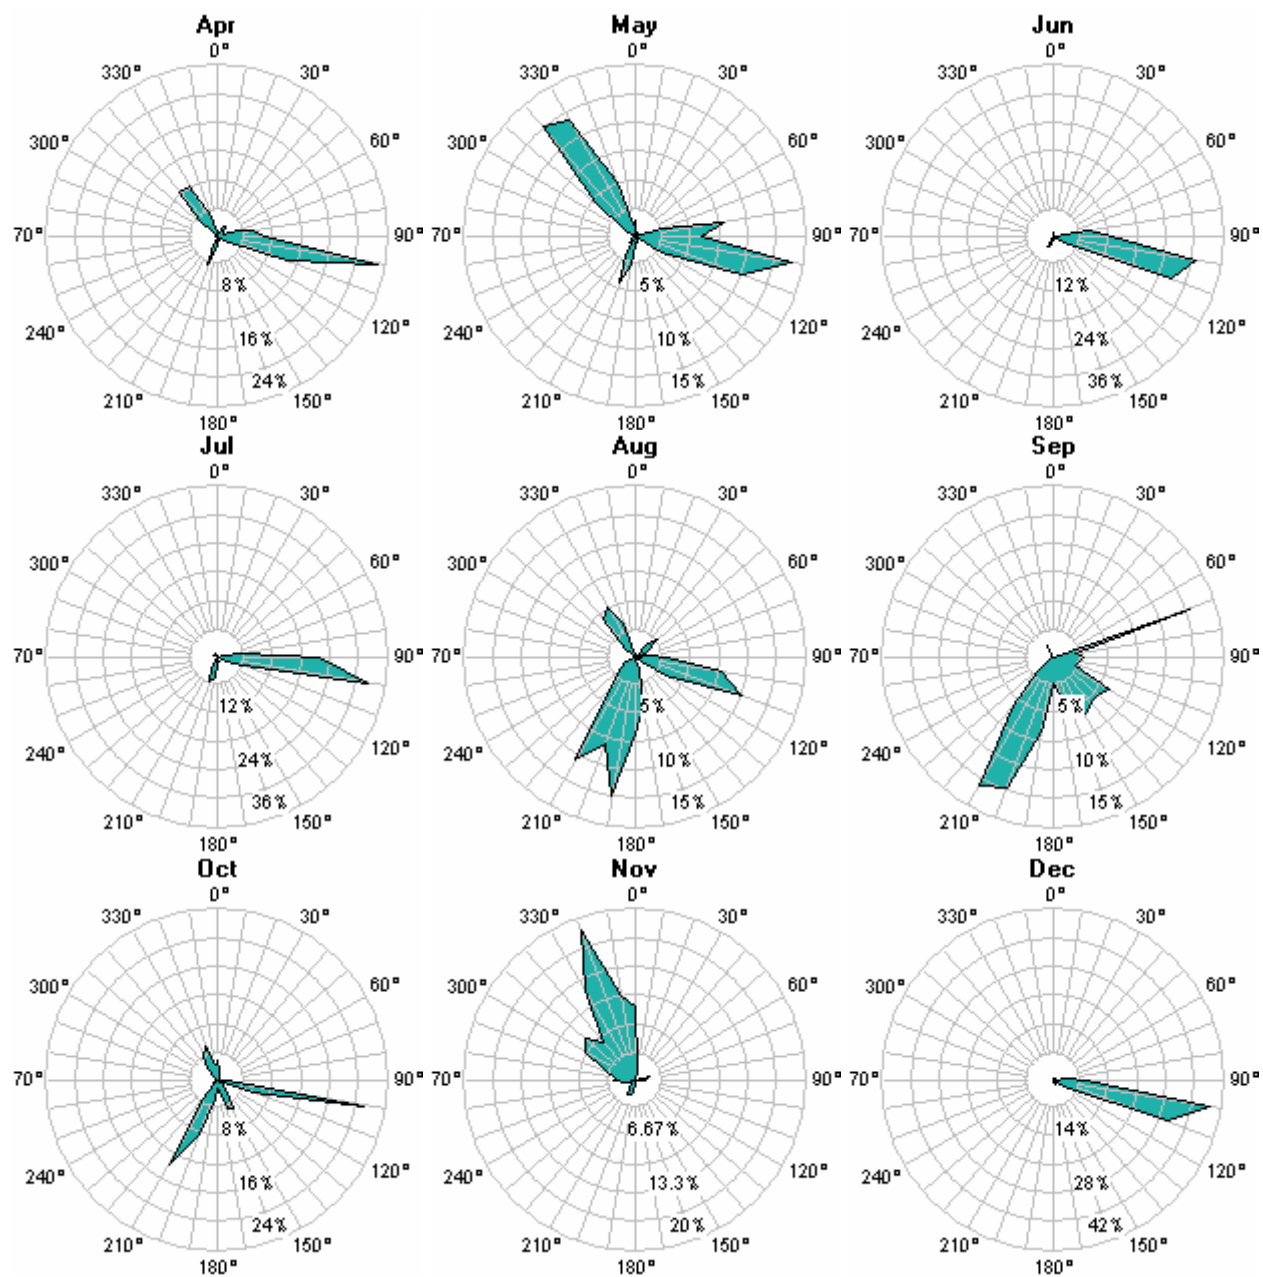 Apr May Jun
0° 0° 0°
330° 30° 330° 30° 330° 30°
300° 60° 300° 60° 300° 60°
70° 90° 70° 90° 70° 90°
8% 5% 12%
240° 120° 240° 120° 240° 120°
16% 10% 24%
24% 15% 36%
210° 150° 210° 150° 210° 150°
180° 180° 180°
Jul Aug Sep
0° 0° 0°
330° 30° 330° 30° 330° 30°
300° 60° 300° 60° 300° 60°
70° 90° 70° 90° 70° 90°
12% 5% 5%
240° 120° 240° 120° 240° 120°
24% 10% 10%
36% 15% 15%
210° 150° 210° 150° 210° 150°
180° 180° 180°
Oct Nov Dec
0° 0° 0°
330° 30° 330° 30° 330° 30°
300° 60° 300° 60° 300° 60°
70° 90° 70° 90° 70° 90°
8% 6.67% 14%
240° 120° 240° 120° 240° 120°
16% 13.3% 28%
24% 20% 42%
210° 150° 210° 150° 210° 150°
180° 180° 180°